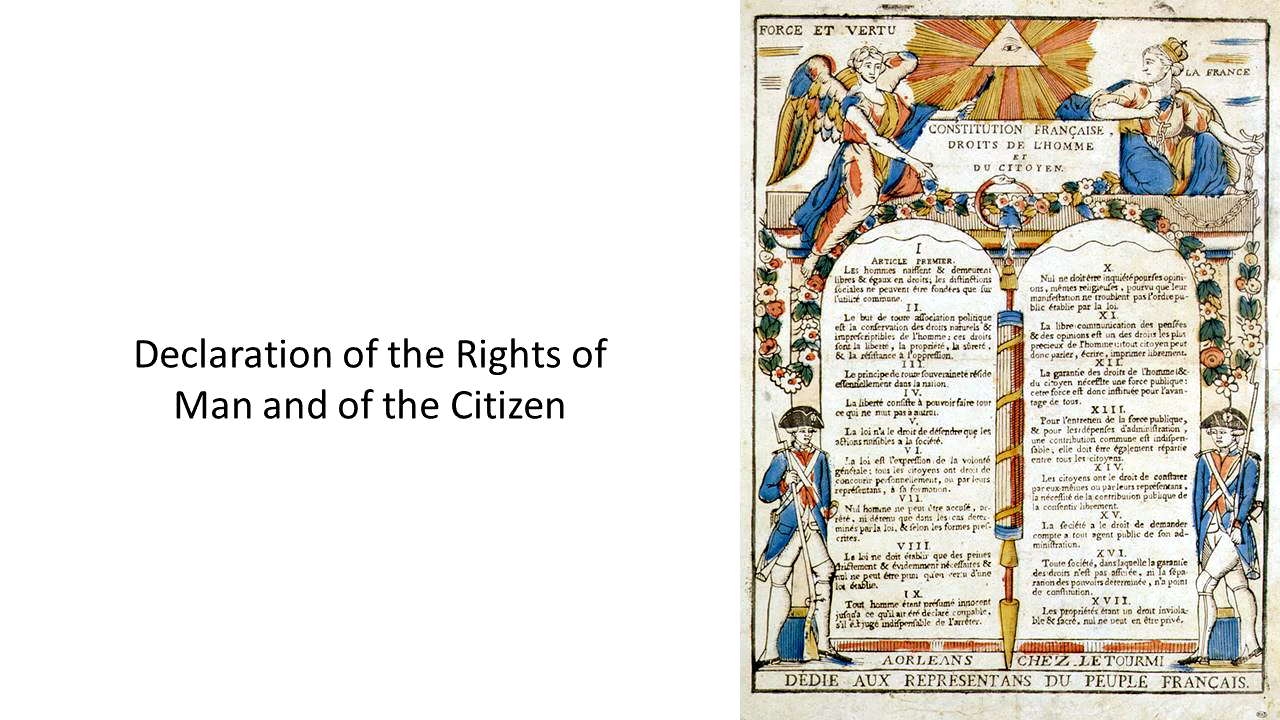 Declaration of the Rights of
Man and of the Citizen
FORCE ET VERTU
LA FRANCE
CONSTITUTION FRANÇAISE,
DROITS DE L'HOMME
ET
DU CITOYEN.
I
ARTICLE PREMIER.
Les hommes naiſſent & demeurent
libres & égaux en droits; les diſtinctions
ſociales ne peuvent être fondées que ſur
l'utilité commune.
II.
Le but de toute aſſociation politique
eſt la conſervation des droits naturels &
impreſcriptibles de l'homme; ces droits
ſont la liberté, la propriété, la sûreté,
& la réſiſtance à l'oppreſſion.
III.
Le principe de toute ſouveraineté réſide
eſſentiellement dans la nation.
IV.
La liberté conſiſte à pouvoir faire tout
ce qui ne nuit pas à autrui.
V.
La loi n'a le droit de défendre que les
actions nuiſibles a la ſociété.
VI.
La loi eſt l'expreſſion de la volonté
générale; tous les citoyens ont droit de
concourir perſonnellement, ou par leurs
repréſentans, à ſa formation.
VII.
Nul homme ne peut être accuſé, ar-
rêté, ni détenu que dans les cas deter-
minés par la loi, & ſelon les formes preſ-
crites.
VIII.
La loi ne doit établir que des peines
ſtrictement & évidemment néceſſaires &
nul ne peut être puni qu'en vertu d'une
loi établie.
IX.
Tout homme étant préſumé innocent
juſqu'a ce qu'il ait été déclaré coupable,
s'il eſt jugé indiſpenſable de l'arrêter.
X.
Nul ne doit être inquiété pour ſes opini-
ons, mêmes religieuſes, pourvu que leur
manifeſtation ne troublent pas l'ordre pu-
blic établie par la loi.
XI.
La libre communication des penſées
& des opinions eſt un des droits les plus
précieux de l'homme: tout citoyen peut
donc parler, écrire, imprimer librement.
XII.
La garantie des droits de l'homme &
du citoyen néceſſite une force publique:
cette force eſt donc inſtituée pour l'avan-
tage de tous.
XIII.
Pour l'entretien de la force publique,
& pour les dépenſes d'adminiſtration,
une contribution commune eſt indiſpen-
ſable; elle doit être également répartie
entre tous les citoyens.
XIV.
Les citoyens ont le droit de conſtater
par eux-mêmes ou par leurs repréſentans,
la néceſſité de la contribution publique de
la conſentir librement.
XV.
La ſociété a le droit de demander
compte a tout agent public de ſon ad-
miniſtration.
XVI.
Toute ſociété, dans laquelle la garantie
des droits n'eſt pas aſſurée, ni la ſépa-
ration des pouvoirs determinée, n'a point
de conſtitution.
XVII.
Les propriétés étant un droit inviola-
ble & ſacré, nul ne peut en être privé.
A ORLEANS CHEZ LETOURMI
DÉDIÉ AUX REPRÉSENTANS DU PEUPLE FRANÇAIS.